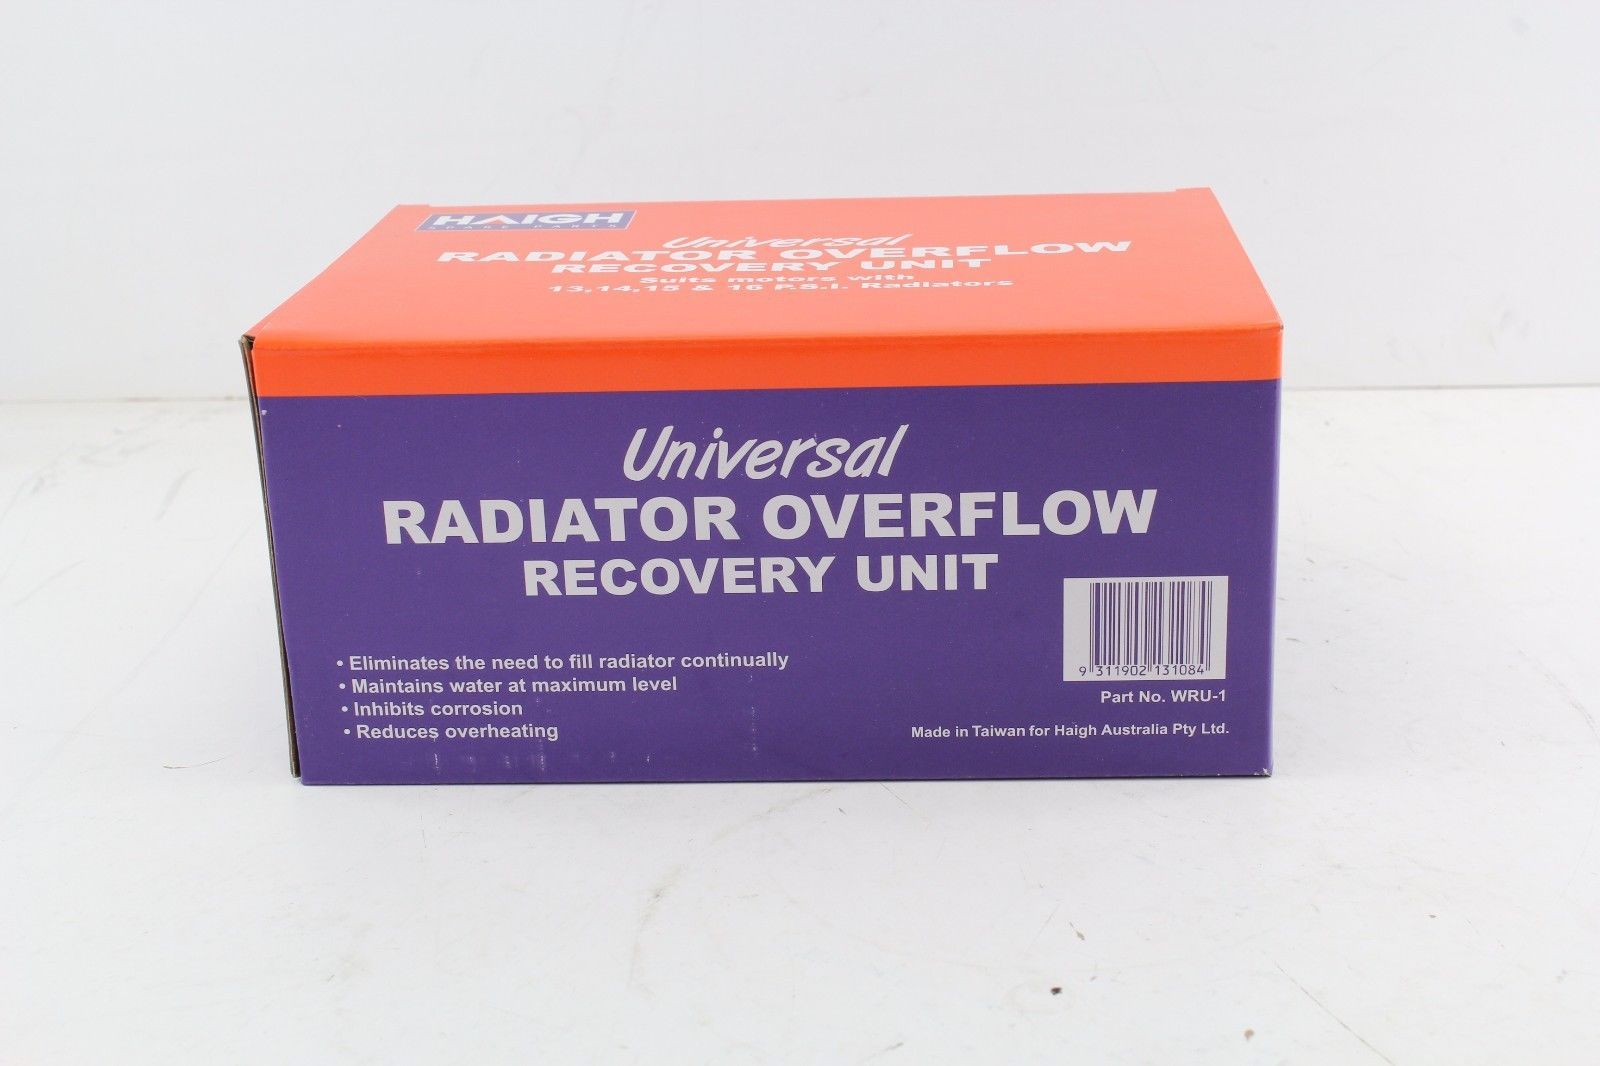 HAIGH
SPARE PARTS
Universal
RADIATOR OVERFLOW
RECOVERY UNIT
Suits motors with
13,14,15 & 16 P.S.I. Radiators
Universal
RADIATOR OVERFLOW
RECOVERY UNIT
• Eliminates the need to fill radiator continually
• Maintains water at maximum level
• Inhibits corrosion
• Reduces overheating
9 311902 131084
Part No. WRU-1
Made in Taiwan for Haigh Australia Pty Ltd.